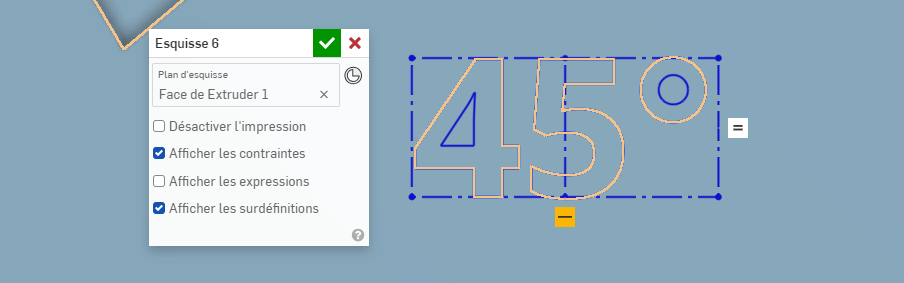 Esquisse 6
Plan d'esquisse
Face de Extruder 1
Désactiver l'impression
Afficher les contraintes
Afficher les expressions
Afficher les surdéfinitions
45°